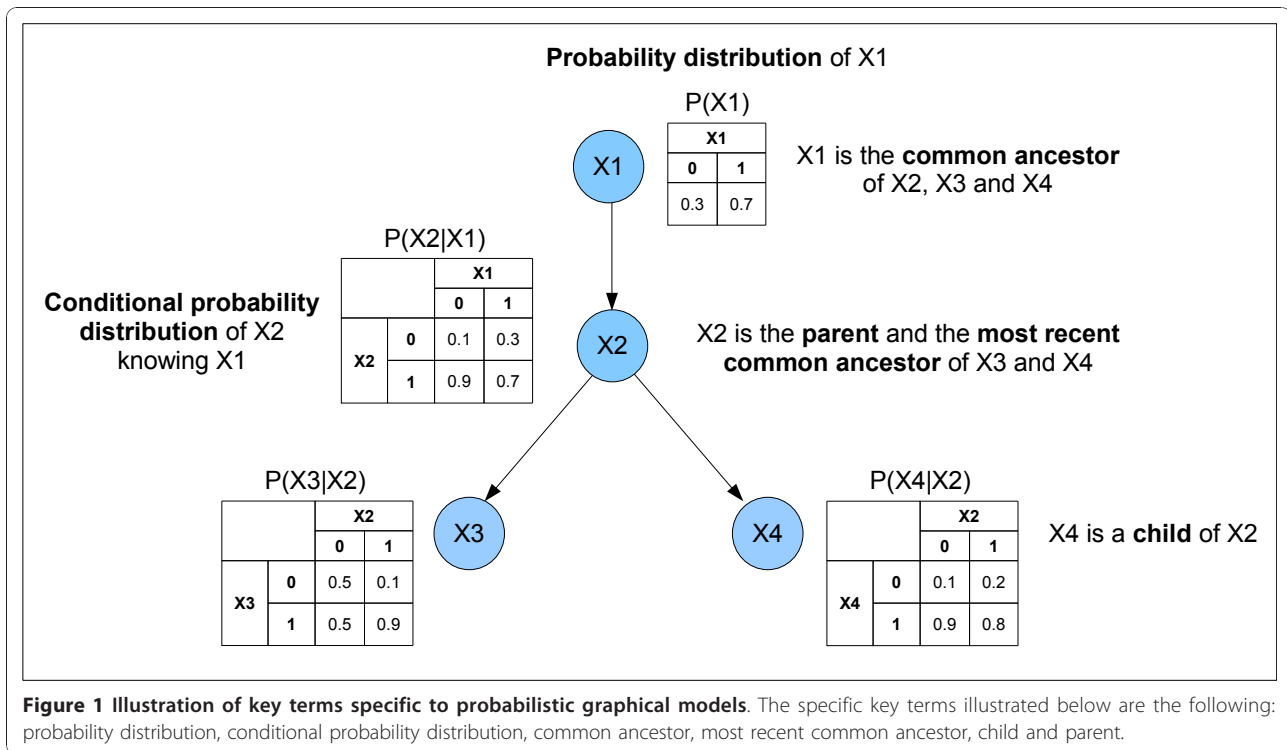 Probability distribution of X1
P(X1)
X1
0 1
0.3 0.7
X1
X1 is the common ancestor
of X2, X3 and X4
P(X2|X1)
X1
0 1
X2
0 0.1 0.3
1 0.9 0.7
Conditional probability
distribution of X2
knowing X1
X2
X2 is the parent and the most recent
common ancestor of X3 and X4
P(X3|X2)
X2
0 1
X3
0 0.5 0.1
1 0.5 0.9
X3
X4
P(X4|X2)
X2
0 1
X4
0 0.1 0.2
1 0.9 0.8
X4 is a child of X2
Figure 1 Illustration of key terms specific to probabilistic graphical models. The specific key terms illustrated below are the following:
probability distribution, conditional probability distribution, common ancestor, most recent common ancestor, child and parent.